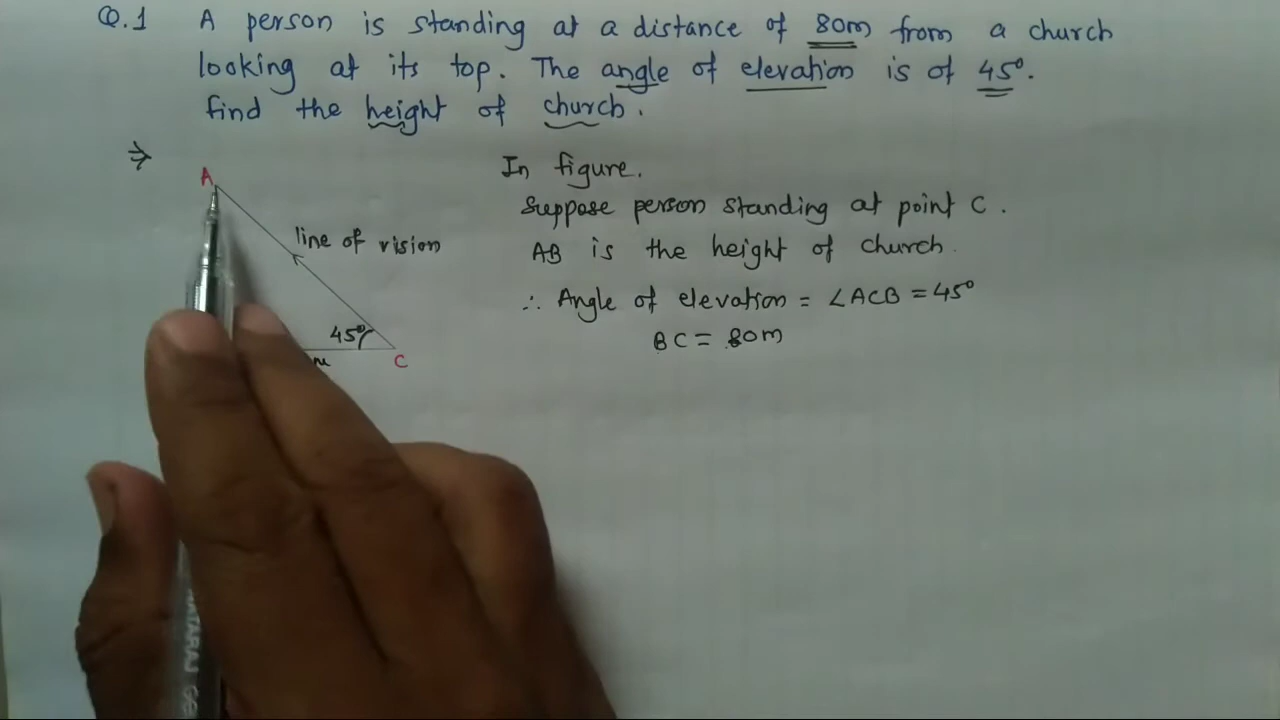 Q.1 A person is standing at a distance of 80m from a church
looking at its top. The angle of elevation is of 45°.
find the height of church.
⇒
A
line of vision
45°
m
C
In figure.
Suppose person standing at point C.
AB is the height of church.
∴ Angle of elevation = ∠ACB = 45°
BC = 80m
NATARAJ